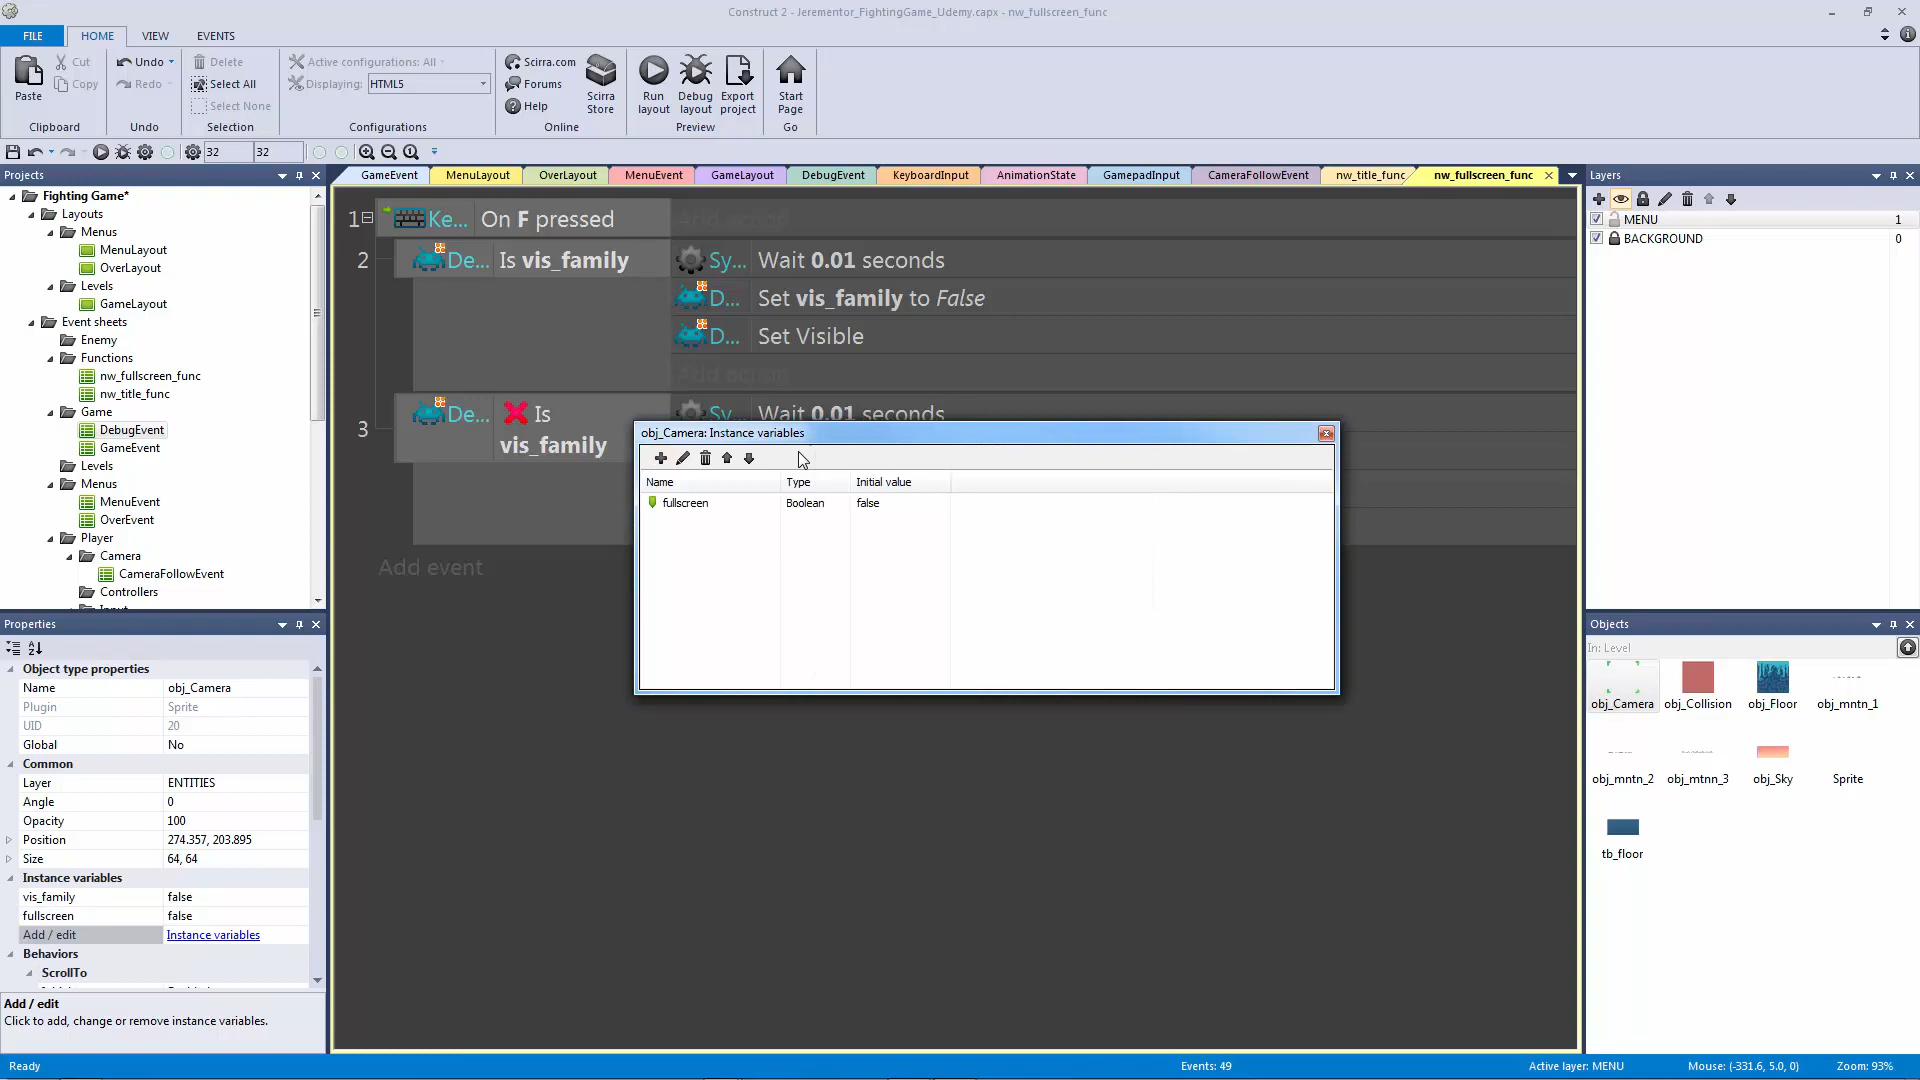 Construct 2 - Jerementor_FightingGame_Udemy.capx - nw_fullscreen_func
FILE HOME VIEW EVENTS
Paste
Cut
Copy
Clipboard
Undo
Redo
Undo
Delete
Select All
Select None
Selection
Active configurations: All
Displaying: HTML5
Configurations
Scirra.com
Forums
Help
Scirra Store
Online
Run layout
Debug layout
Export project
Preview
Start Page
Go
32 32
Projects
Fighting Game*
Layouts
Menus
MenuLayout
OverLayout
Levels
GameLayout
Event sheets
Enemy
Functions
nw_fullscreen_func
nw_title_func
Game
DebugEvent
GameEvent
Levels
Menus
MenuEvent
OverEvent
Player
Camera
CameraFollowEvent
Controllers
Input
Properties
Object type properties
Name obj_Camera
Plugin Sprite
UID 20
Global No
Common
Layer ENTITIES
Angle 0
Opacity 100
Position 274.357, 203.895
Size 64, 64
Instance variables
vis_family false
fullscreen false
Add / edit Instance variables
Behaviors
ScrollTo
Add / edit
Click to add, change or remove instance variables.
GameEvent MenuLayout OverLayout MenuEvent GameLayout DebugEvent KeyboardInput AnimationState GamepadInput CameraFollowEvent nw_title_func nw_fullscreen_func
1 Ke... On F pressed Add action
2 De... Is vis_family Sy... Wait 0.01 seconds
D... Set vis_family to False
D... Set Visible
Add action
3 De... Is vis_family Sy... Wait 0.01 seconds
Add event
obj_Camera: Instance variables
Name Type Initial value
fullscreen Boolean false
Layers
MENU 1
BACKGROUND 0
Objects
In: Level
obj_Camera obj_Collision obj_Floor obj_mntn_1
obj_mntn_2 obj_mtnn_3 obj_Sky Sprite
tb_floor
Ready Events: 49 Active layer: MENU Mouse: (-331.6, 5.0, 0) Zoom: 93%